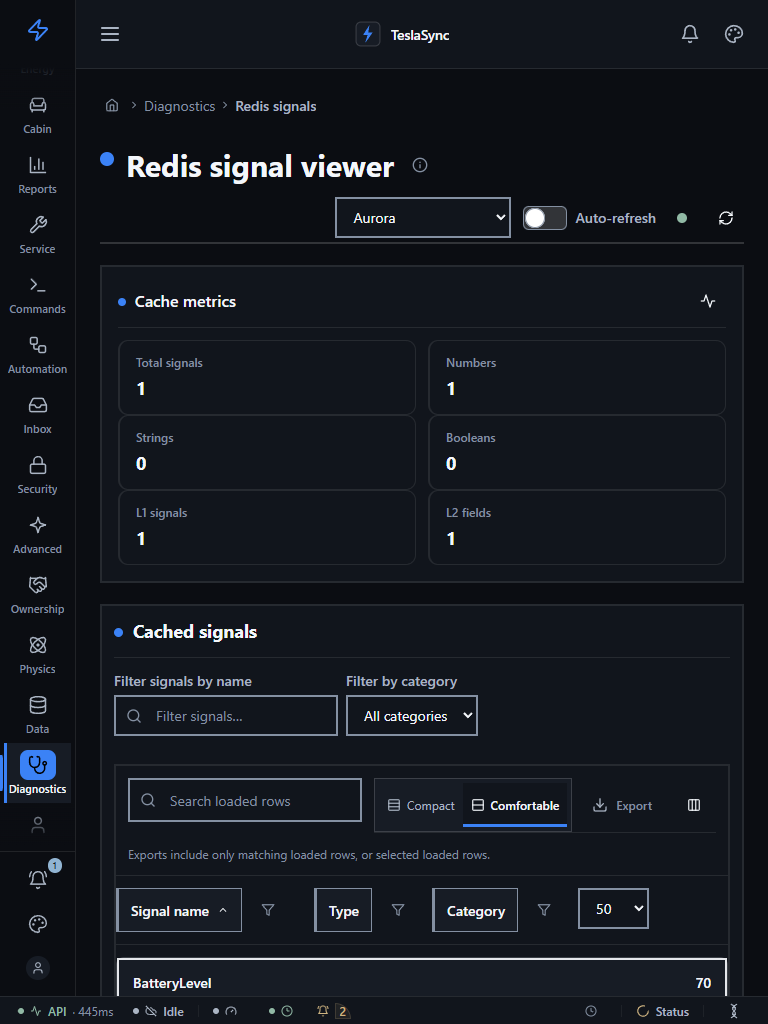 TeslaSync
Energy
Cabin
Reports
Service
Commands
Automation
Inbox
Security
Advanced
Ownership
Physics
Data
Diagnostics
1
Diagnostics Redis signals
Redis signal viewer
Aurora Auto-refresh
Cache metrics
Total signals
1
Numbers
1
Strings
0
Booleans
0
L1 signals
1
L2 fields
1
Cached signals
Filter signals by name
Filter signals...
Filter by category
All categories
Search loaded rows
Compact Comfortable Export
Exports include only matching loaded rows, or selected loaded rows.
Signal name Type Category 50
BatteryLevel 70
API · 445ms Idle 2 Status